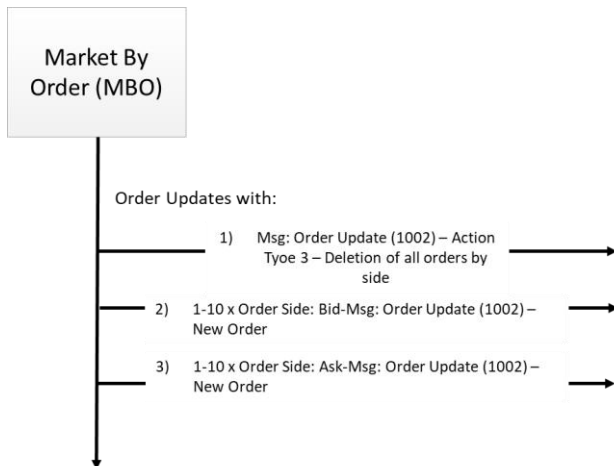 Market By
Order (MBO)
Order Updates with:
1) Msg: Order Update (1002) – Action
Tyoe 3 – Deletion of all orders by
side
2) 1-10 x Order Side: Bid-Msg: Order Update (1002) –
New Order
3) 1-10 x Order Side: Ask-Msg: Order Update (1002) –
New Order